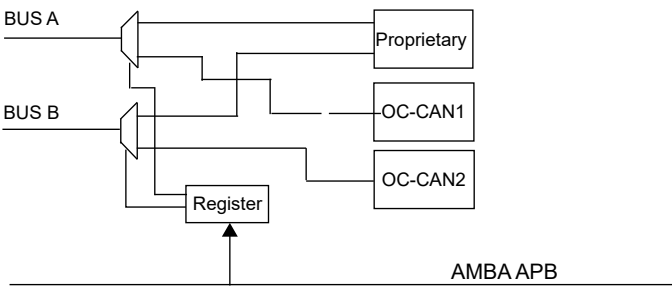 BUS A
Proprietary
BUS B
OC-CAN1
OC-CAN2
Register
AMBA APB